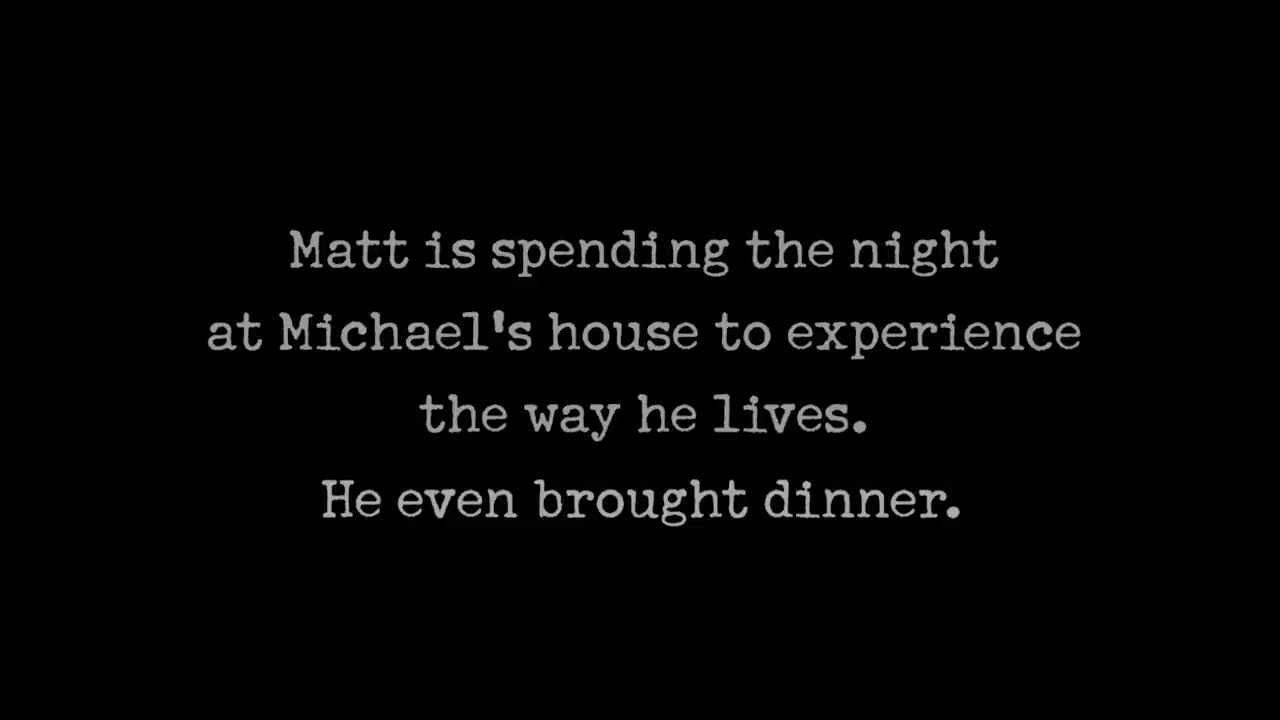 Matt is spending the night
at Michael's house to experience
the way he lives.
He even brought dinner.